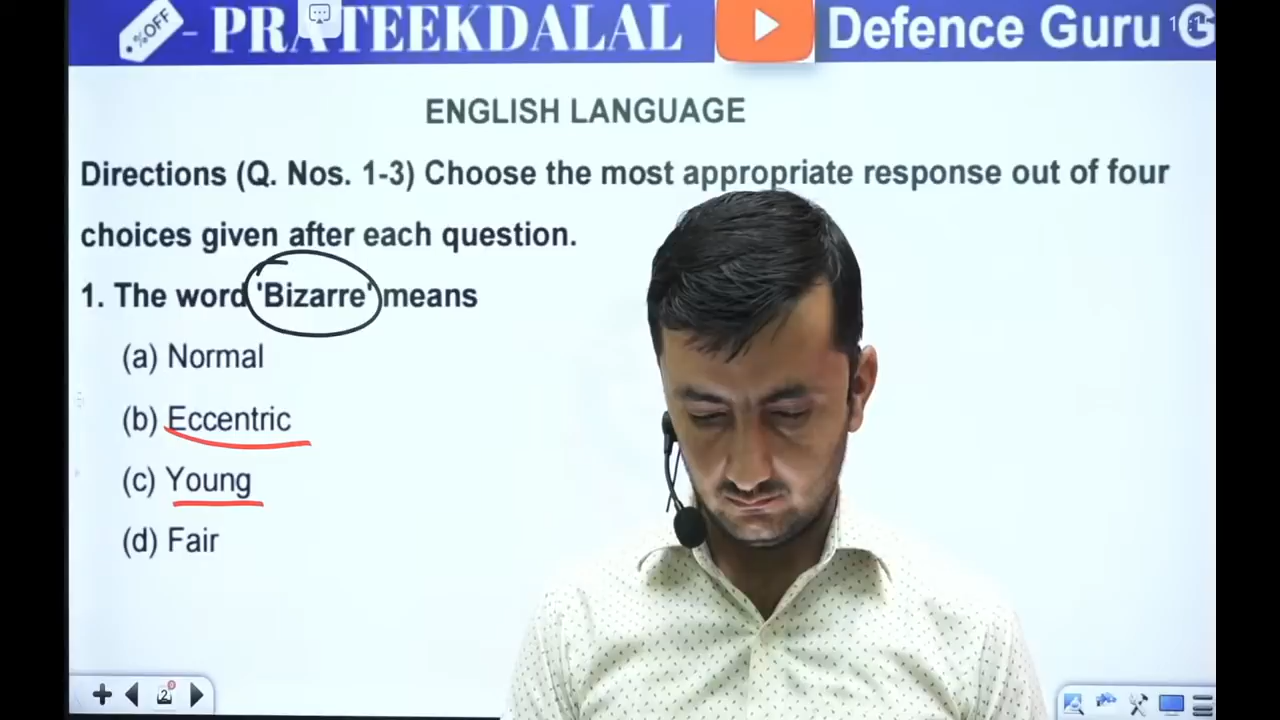 %OFF - PRATEEKDALAL Defence Guru G
ENGLISH LANGUAGE
Directions (Q. Nos. 1-3) Choose the most appropriate response out of four
choices given after each question.
1. The word 'Bizarre' means
(a) Normal
(b) Eccentric
(c) Young
(d) Fair
2